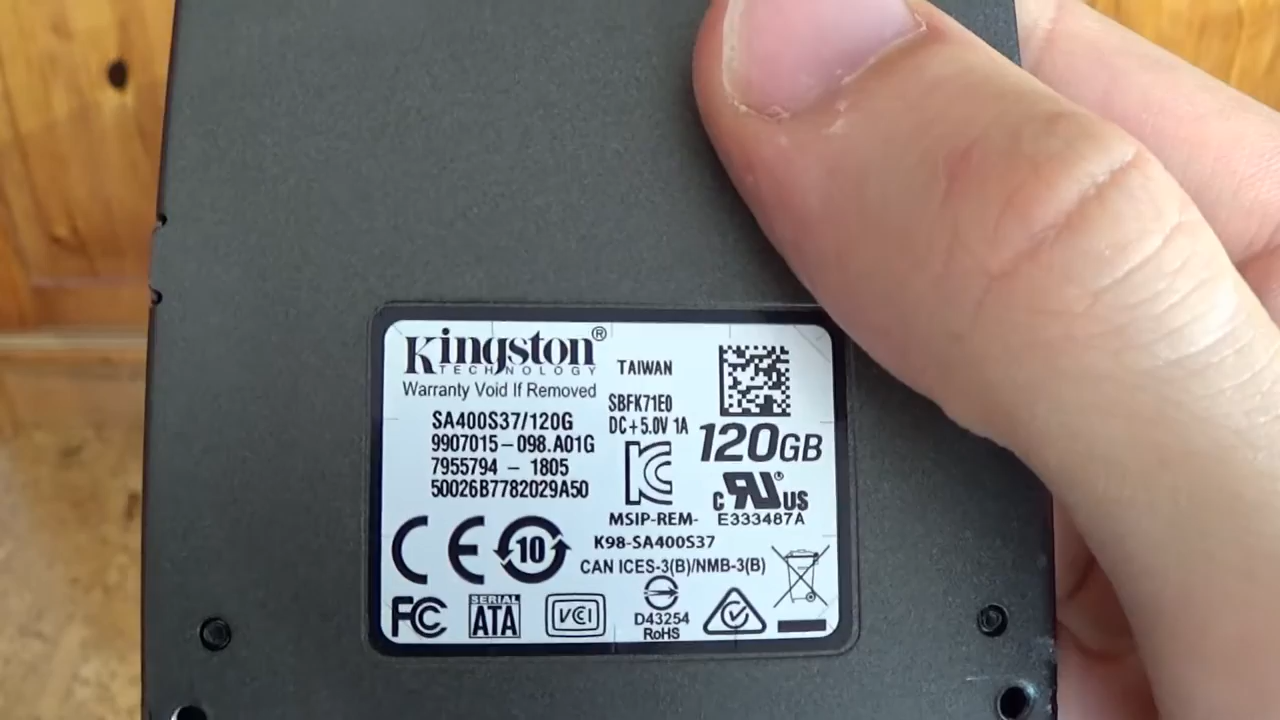 Kingston®
TECHNOLOGY
Warranty Void If Removed
SA400S37/120G
9907015-098.A01G
7955794 - 1805
50026B7782029A50
TAIWAN
SBFK71E0
DC+5.0V 1A
120GB
c RU® US
MSIP-REM-
E333487A
K98-SA400S37
CAN ICES-3(B)/NMB-3(B)
CE
10
FC
SERIAL
ATA
VCI
D43254
RoHS